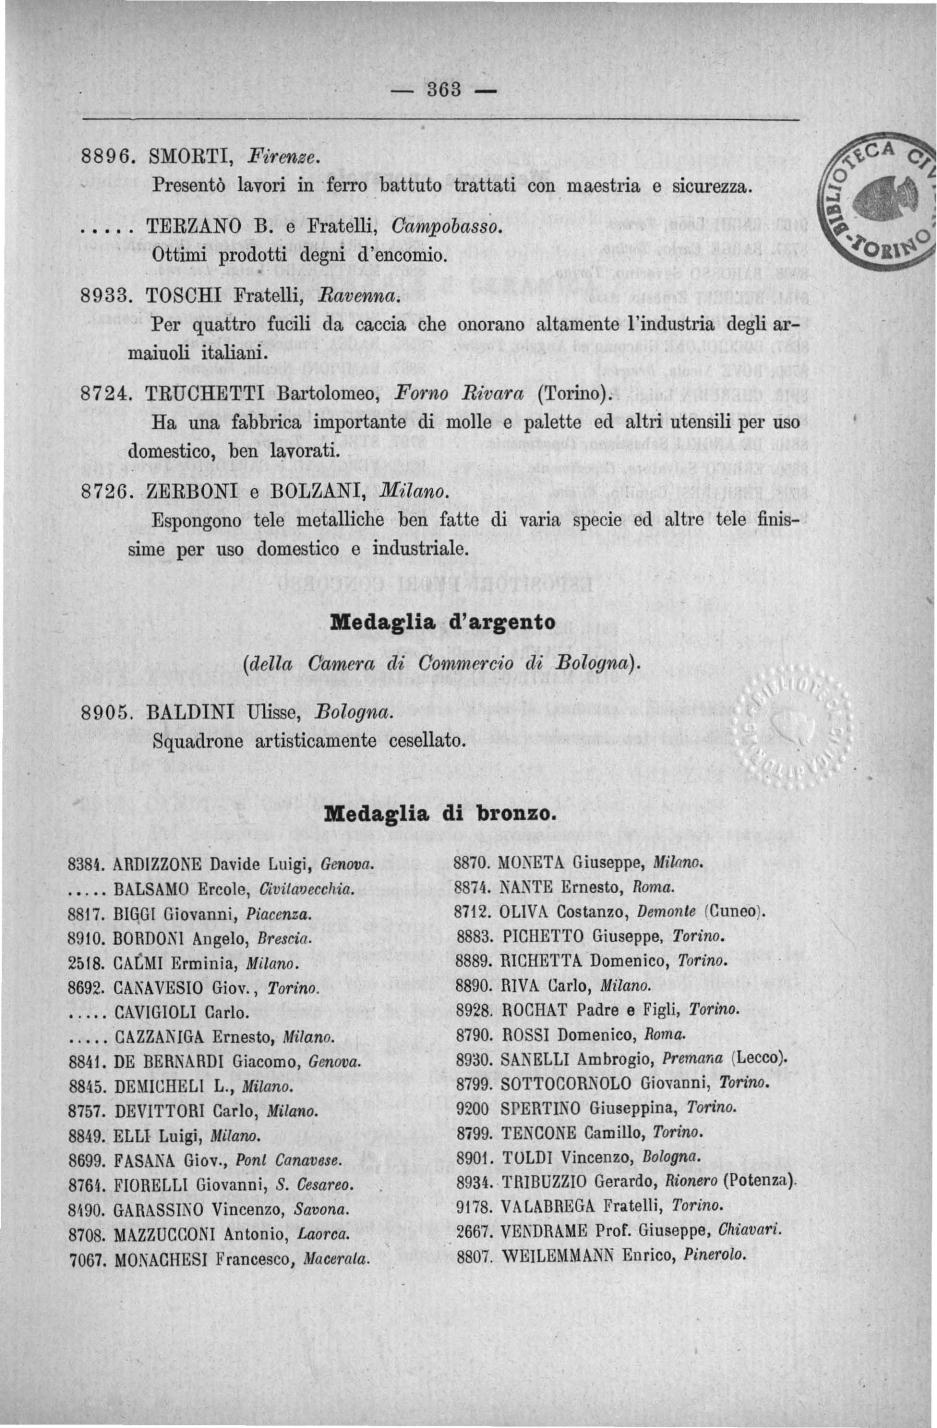 — 363 —
8896. SMORTI, Firenze.
Presentò lavori in ferro battuto trattati con maestria e sicurezza.
..... TERZANO B. e Fratelli, Campobasso.
Ottimi prodotti degni d'encomio.
8933. TOSCHI Fratelli, Ravenna.
Per quattro fucili da caccia che onorano altamente l'industria degli ar-
maiuoli italiani.
8724. TRUCHETTI Bartolomeo, Forno Rivara (Torino).
Ha una fabbrica importante di molle e palette ed altri utensili per uso
domestico, ben lavorati.
8726. ZERBONI e BOLZANI, Milano.
Espongono tele metalliche ben fatte di varia specie ed altre tele finis-
sime per uso domestico e industriale.
Medaglia d'argento
(della Camera di Commercio di Bologna).
8905. BALDINI Ulisse, Bologna.
Squadrone artisticamente cesellato.
Medaglia di bronzo.
8384. ARDIZZONE Davide Luigi, Genova.
..... BALSAMO Ercole, Civitavecchia.
8817. BIGGI Giovanni, Piacenza.
8910. BORDONI Angelo, Brescia.
2518. CALMI Erminia, Milano.
8692. CANAVESIO Giov., Torino.
..... CAVIGIOLI Carlo.
..... CAZZANIGA Ernesto, Milano.
8841. DE BERNARDI Giacomo, Genova.
8845. DEMICHELI L., Milano.
8757. DEVITTORI Carlo, Milano.
8849. ELLI Luigi, Milano.
8699. FASANA Giov., Pont Canavese.
8764. FIORELLI Giovanni, S. Cesareo.
8490. GARASSINO Vincenzo, Savona.
8708. MAZZUCCONI Antonio, Laorca.
7067. MONACHESI Francesco, Macerata.
8870. MONETA Giuseppe, Milano.
8874. NANTE Ernesto, Roma.
8712. OLIVA Costanzo, Demonte (Cuneo).
8883. PICHETTO Giuseppe, Torino.
8889. RICHETTA Domenico, Torino.
8890. RIVA Carlo, Milano.
8928. ROCHAT Padre e Figli, Torino.
8790. ROSSI Domenico, Roma.
8930. SANELLI Ambrogio, Premana (Lecco).
8799. SOTTOCORNOLO Giovanni, Torino.
9200 SPERTINO Giuseppina, Torino.
8799. TENCONE Camillo, Torino.
8901. TOLDI Vincenzo, Bologna.
8934. TRIBUZZIO Gerardo, Rionero (Potenza).
9178. VALABREGA Fratelli, Torino.
2667. VENDRAME Prof. Giuseppe, Chiavari.
8807. WEILEMMANN Enrico, Pinerolo.
BIBLIOTECA CIV
-TORINO